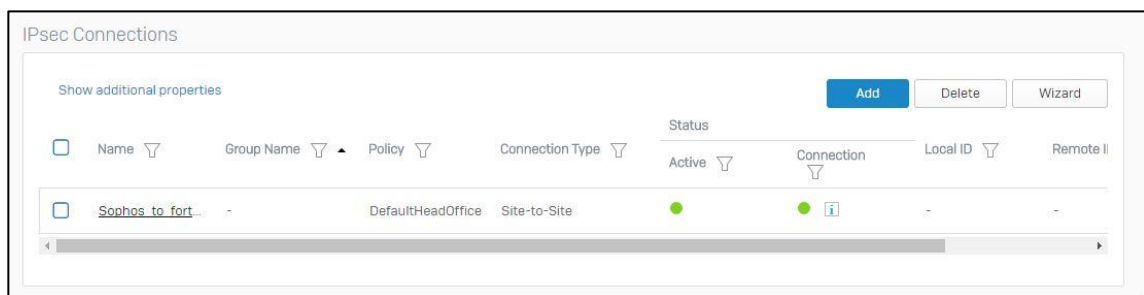 IPsec Connections
Show additional properties
Add
Delete
Wizard
Status
Name
Group Name
Policy
Connection Type
Active
Connection
Local ID
Remote I
Sophos_to_fort...
-
DefaultHeadOffice
Site-to-Site
i
-
-